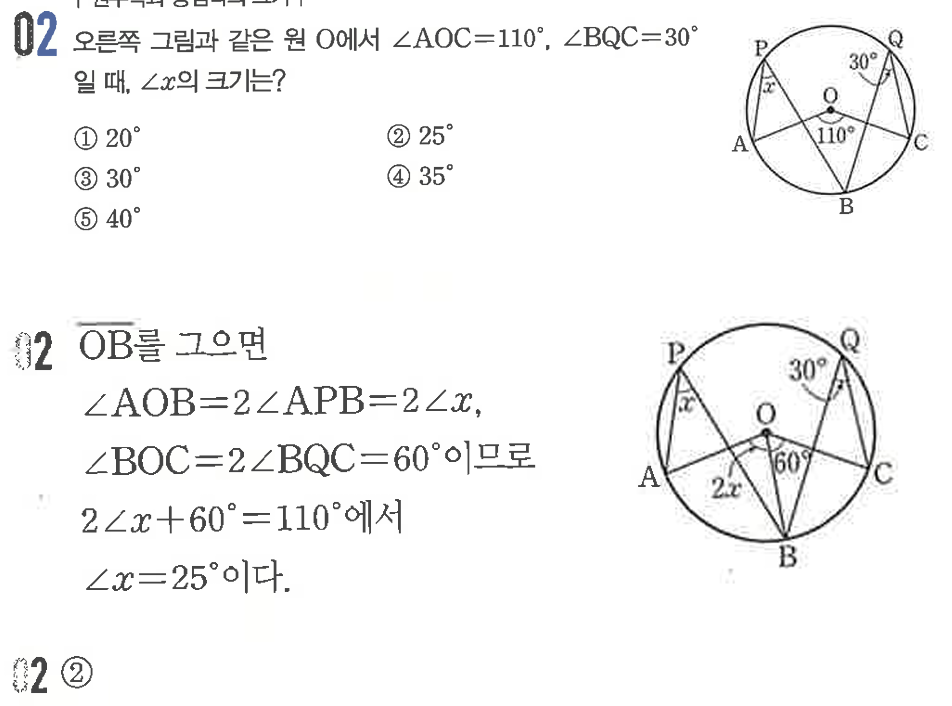 02 오른쪽 그림과 같은 원 O에서 ∠AOC=110°, ∠BQC=30°
일 때, ∠x의 크기는?
① 20° ② 25°
③ 30° ④ 35°
⑤ 40°
P
Q
30°
x
O
A
110°
C
B
02 OB를 그으면
∠AOB=2∠APB=2∠x,
∠BOC=2∠BQC=60°이므로
2∠x+60°=110°에서
∠x=25°이다.
P
Q
30°
x
O
A
60°
C
2x
B
02 ②